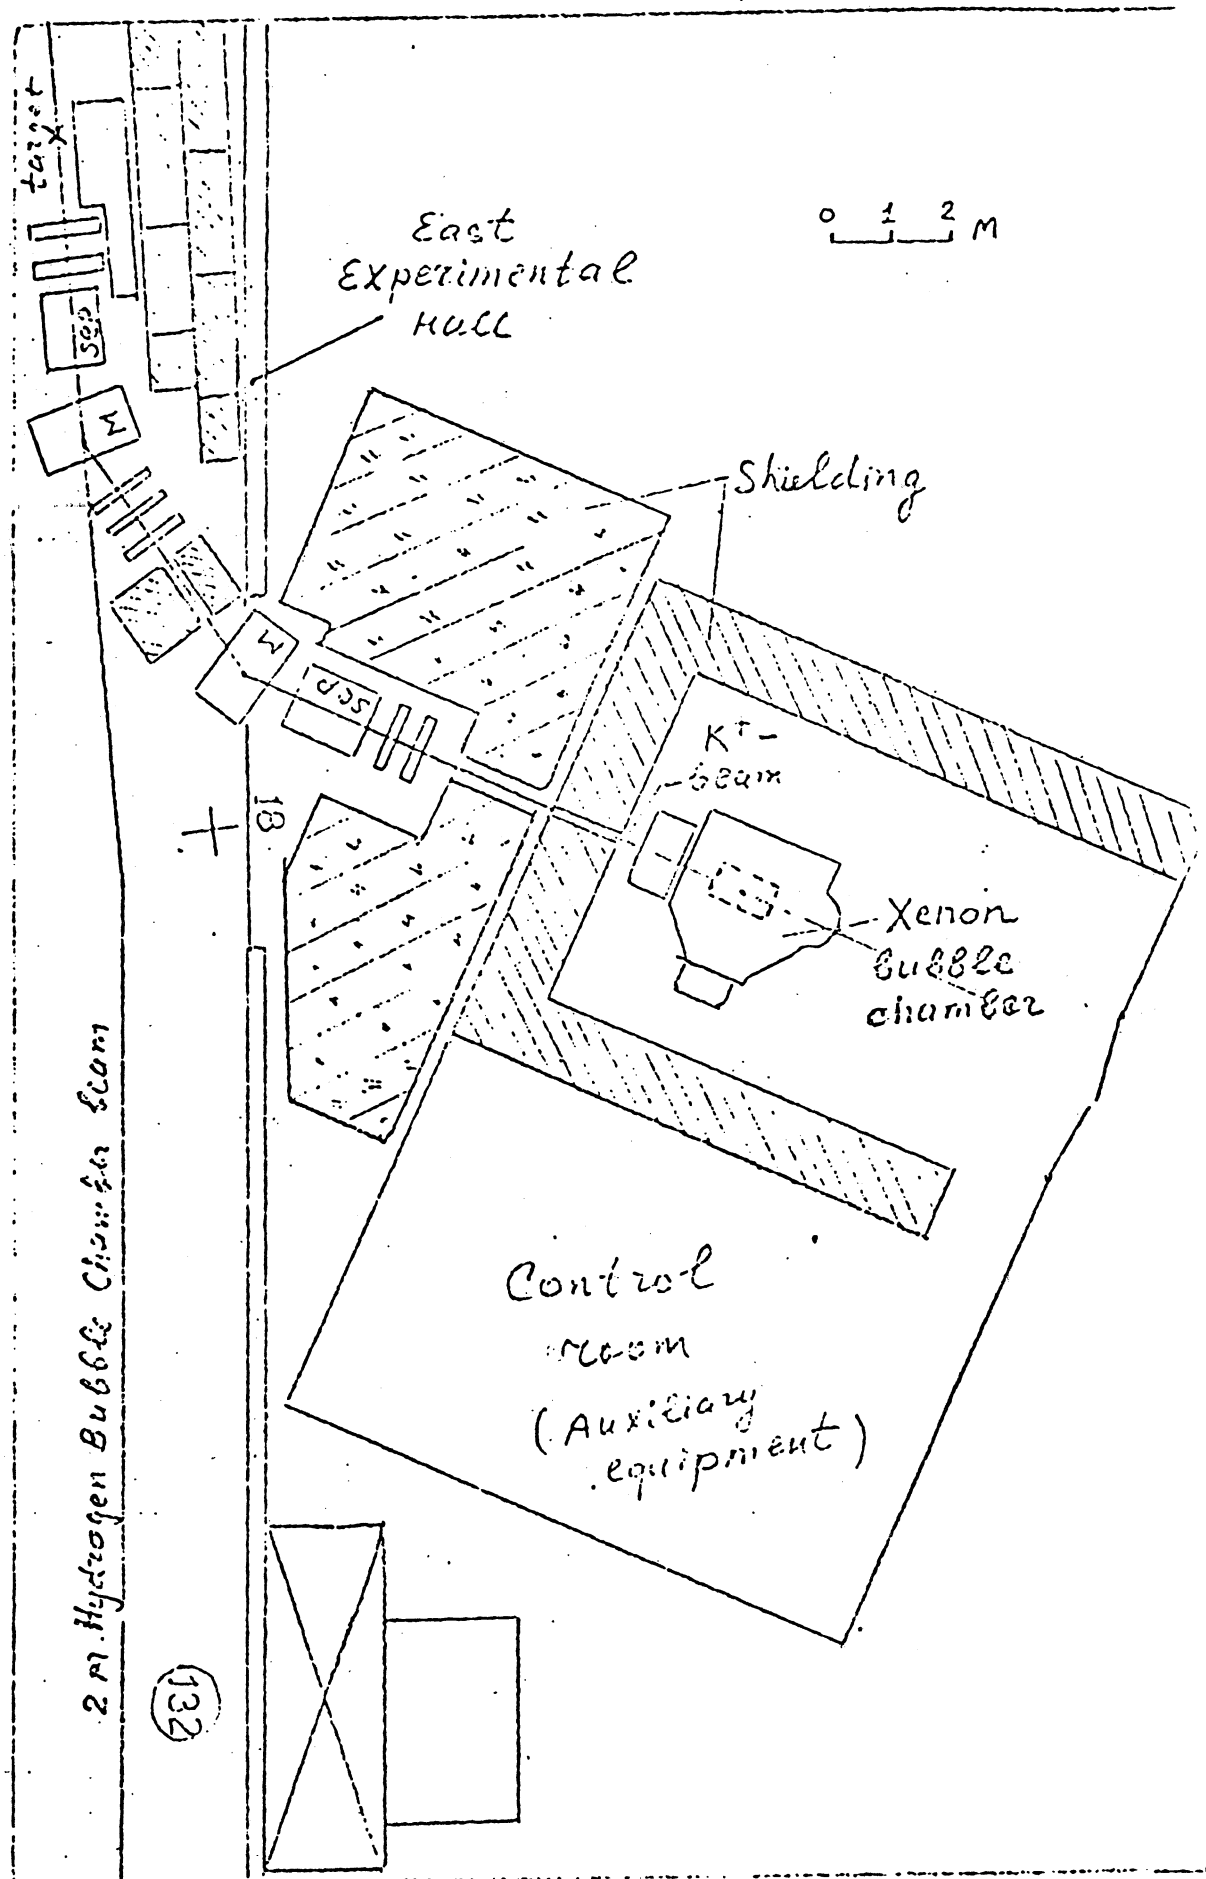 target
sep
M
East
Experimental
Hall
0 1 2 M
Shielding
M
sep
K⁺-
beam
18
Xenon
bubble
chamber
2 m. Hydrogen Bubble Chamber beam
Control
room
(Auxiliary
equipment)
132